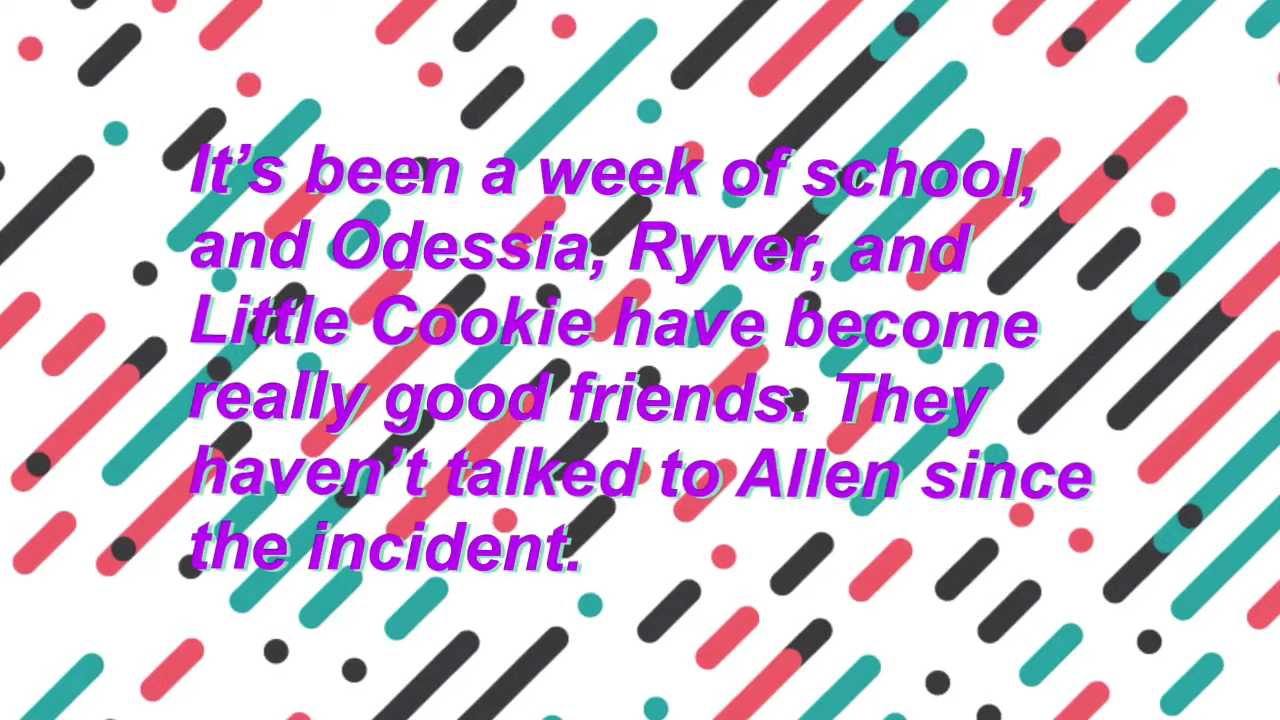 It’s been a week of school,
and Odessia, Ryver, and
Little Cookie have become
really good friends. They
haven’t talked to Allen since
the incident.